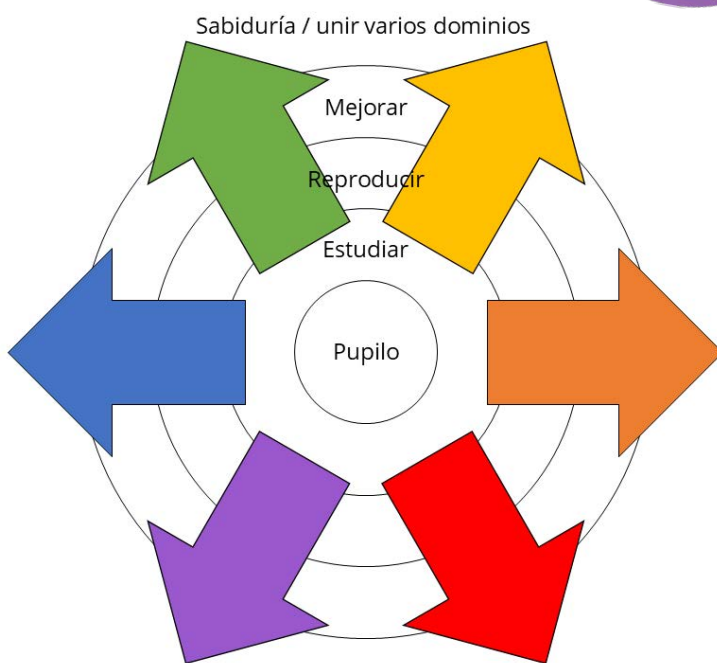 Sabiduría / unir varios dominios
Mejorar
Reproducir
Estudiar
Pupilo